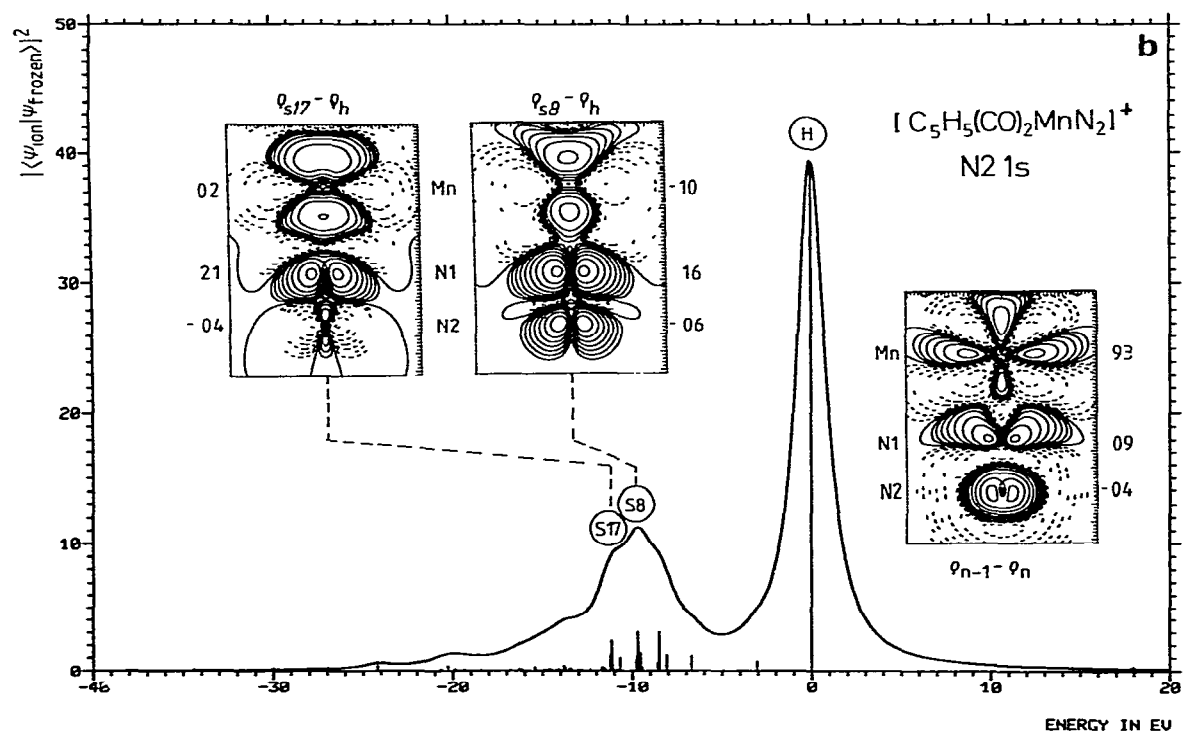 50
b
|⟨Ψion|Ψfrozen⟩|²
ϱs17 - ϱh
ϱs8 - ϱh
[C5H5(CO)2MnN2]+
N2 1s
H
40
02
Mn
-10
30
21
N1
16
-04
N2
-06
Mn
93
N1
09
N2
-04
ϱn-1 - ϱn
20
S17
S8
10
0
-46
-30
-20
-10
0
10
20
ENERGY IN EV